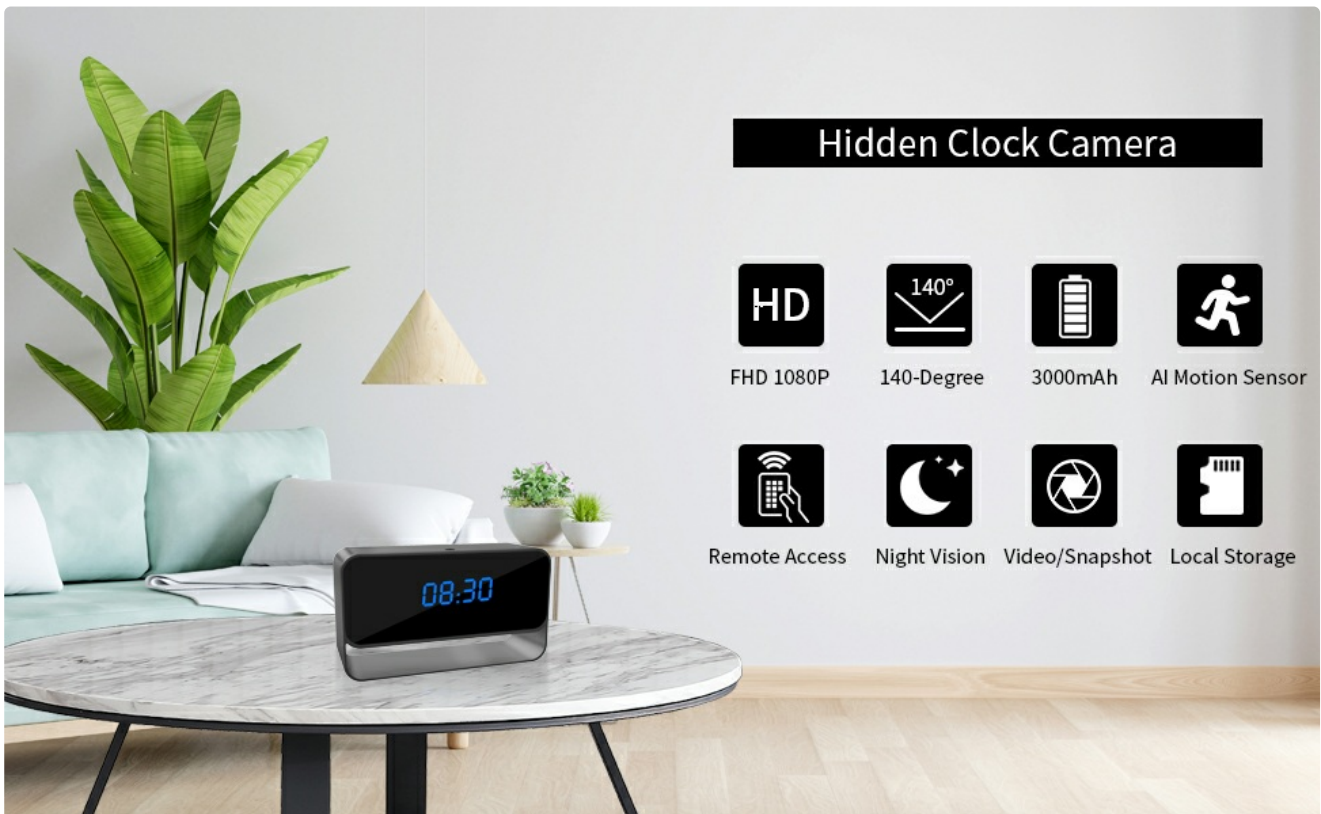 Hidden Clock Camera
HD
140°
FHD 1080P
140-Degree
3000mAh
AI Motion Sensor
Remote Access
Night Vision
Video/Snapshot
Local Storage
08:30